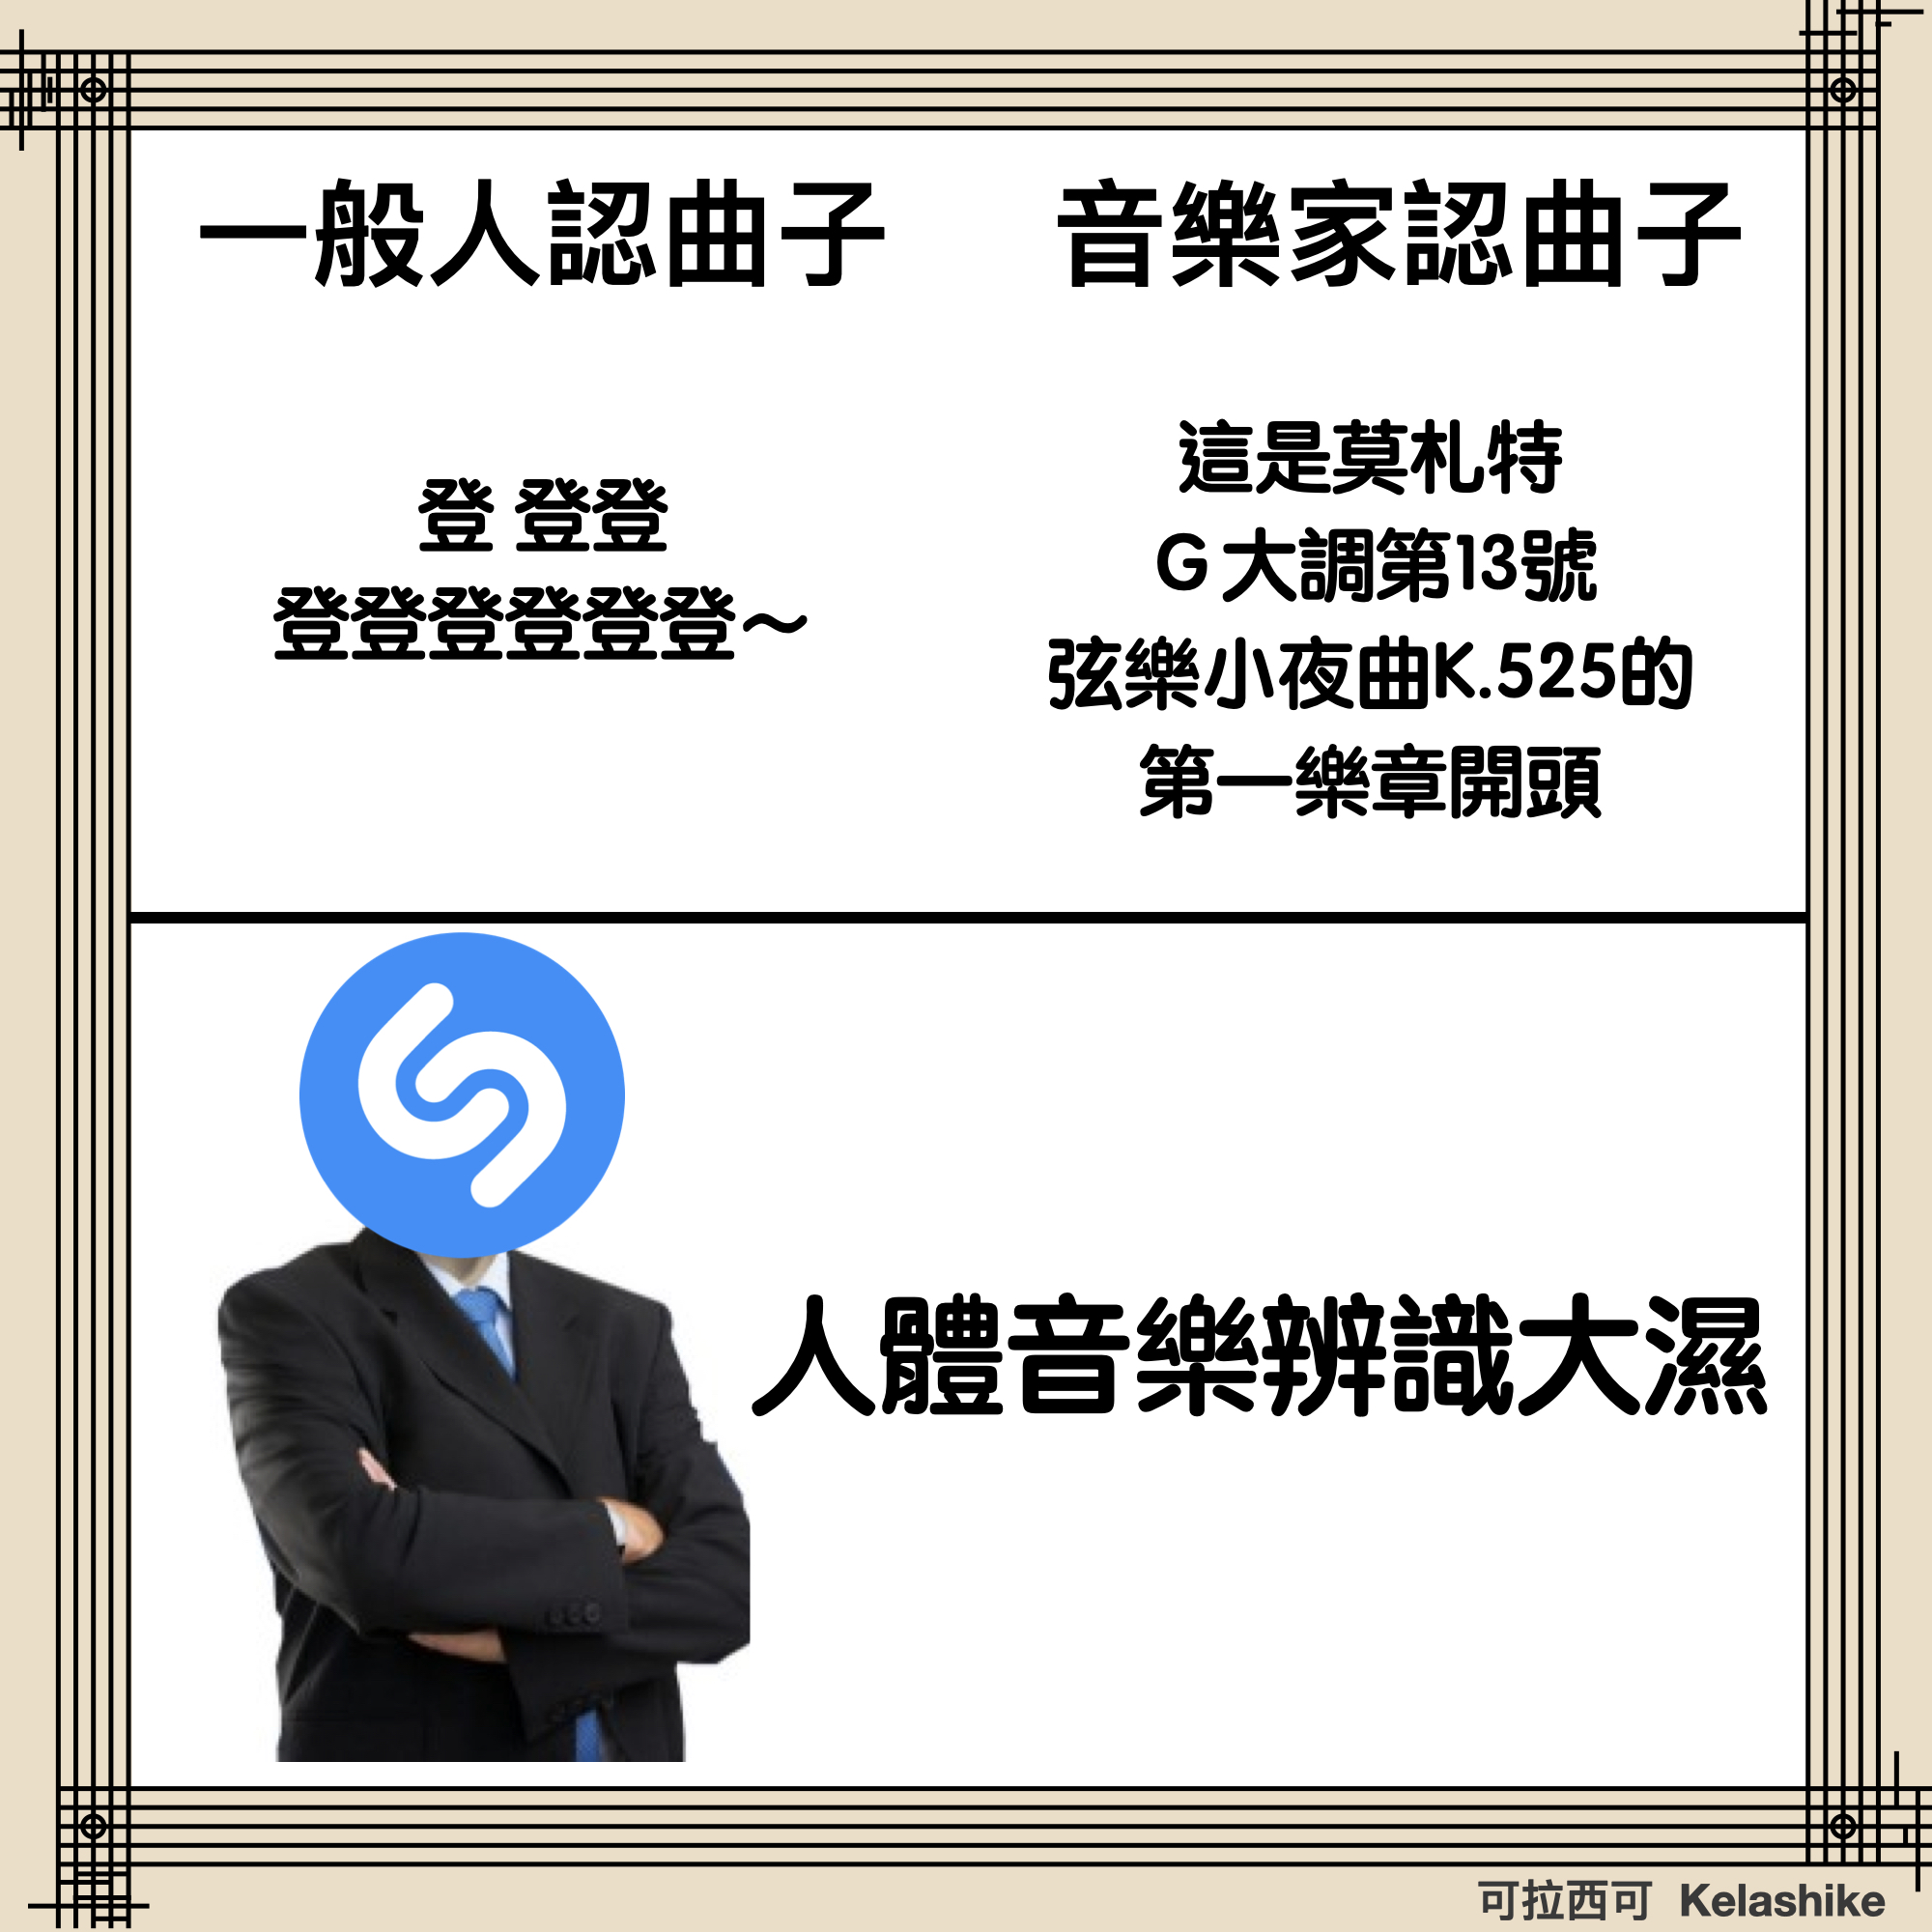 一般人認曲子
音樂家認曲子
登 登登
登登登登登登～
這是莫札特
G 大調第13號
弦樂小夜曲K.525的
第一樂章開頭
人體音樂辨識大濕
可拉西可 Kelashike